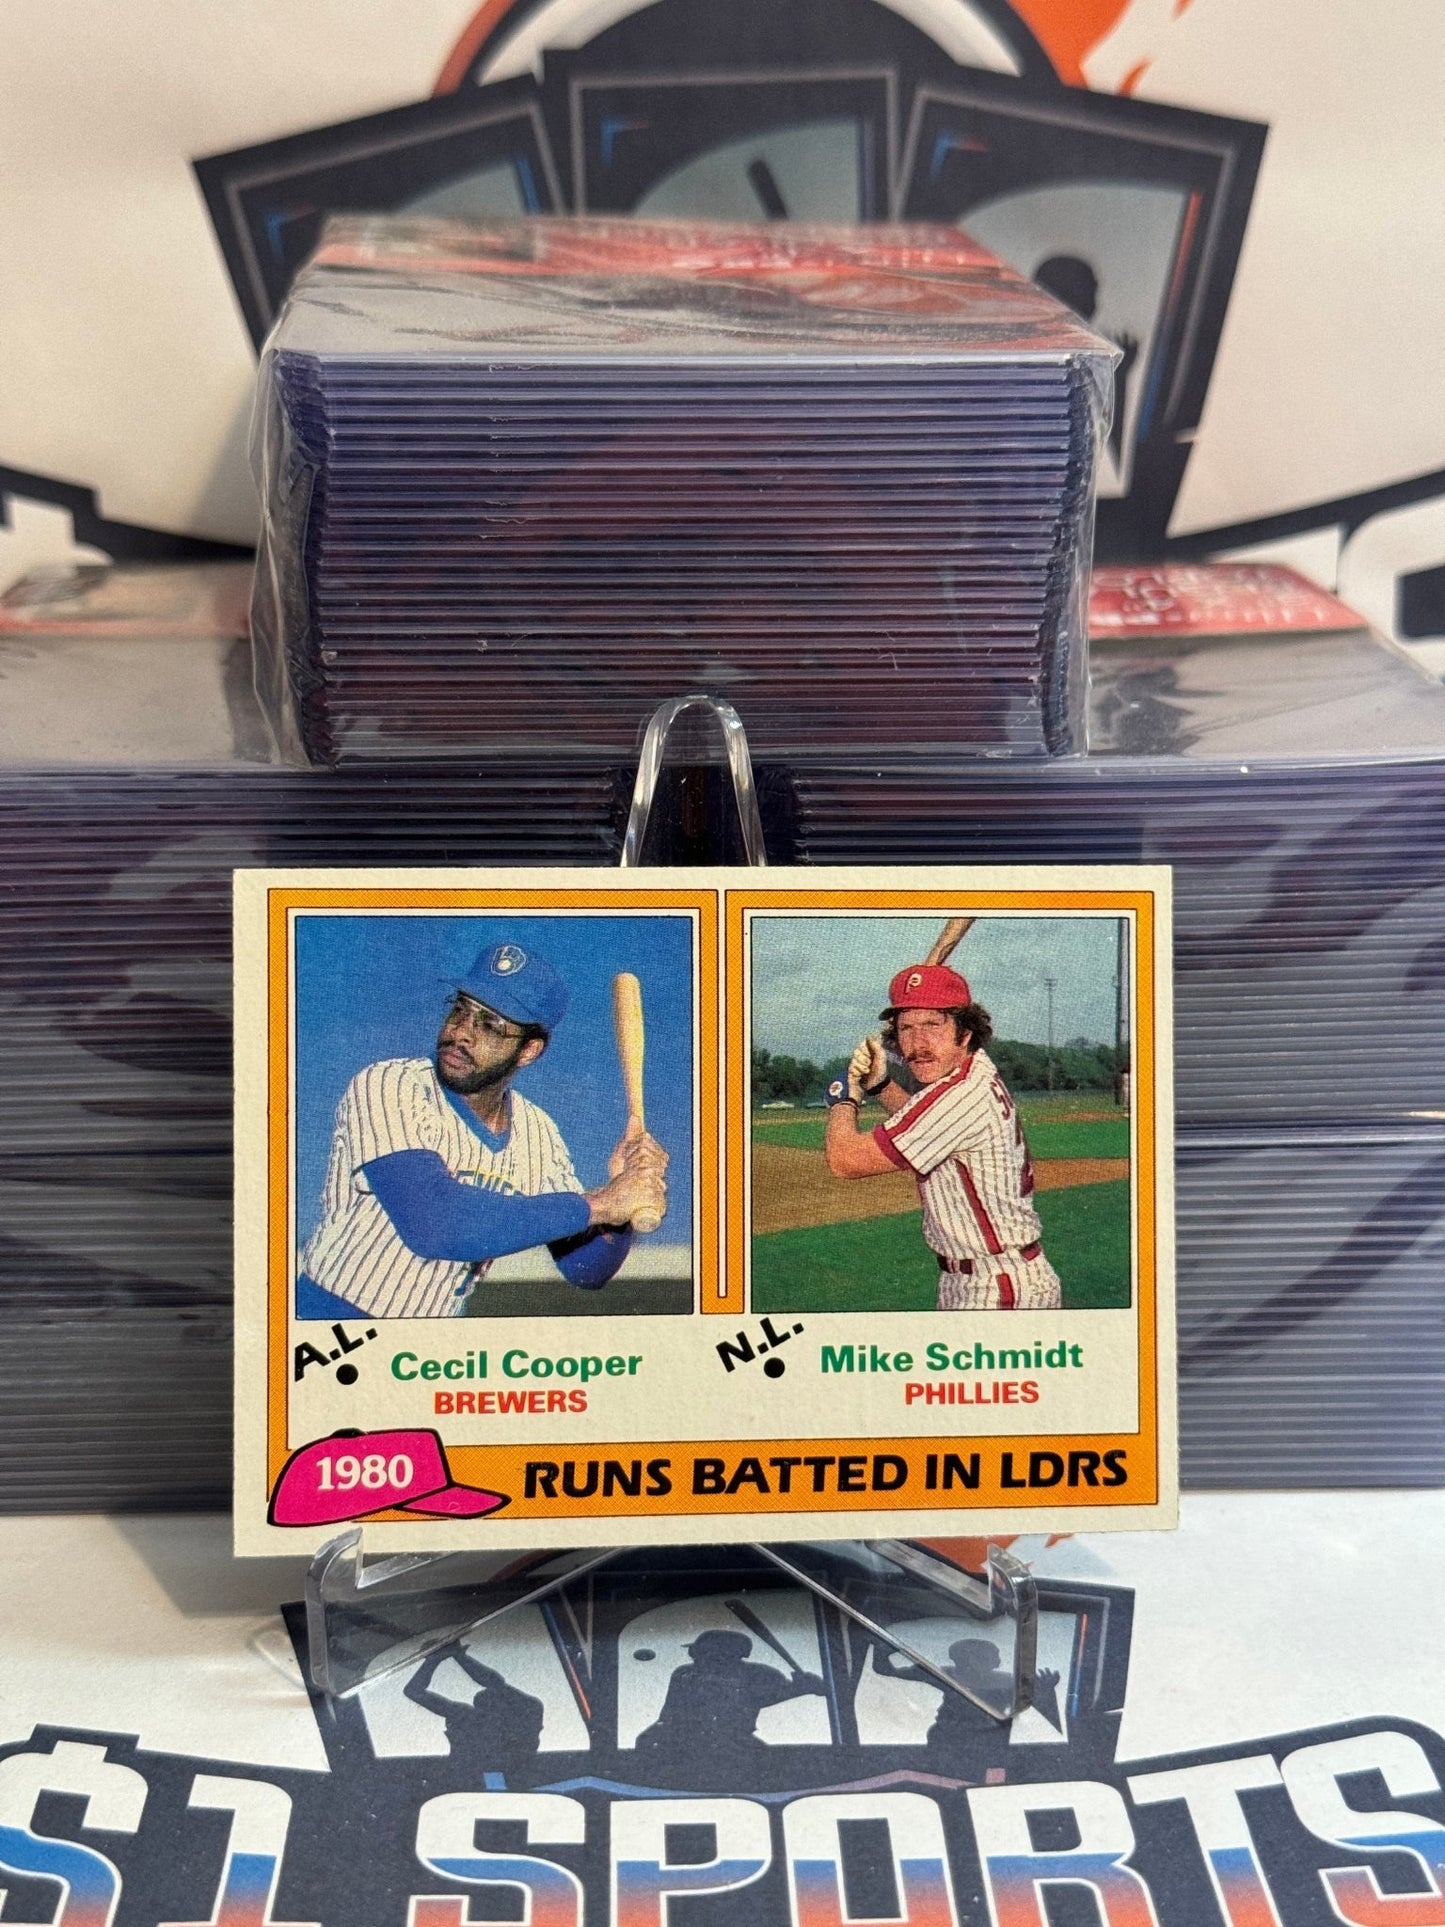 A.L.
Cecil Cooper
BREWERS
N.L.
Mike Schmidt
PHILLIES
1980
RUNS BATTED IN LDRS
$1 SPORTS